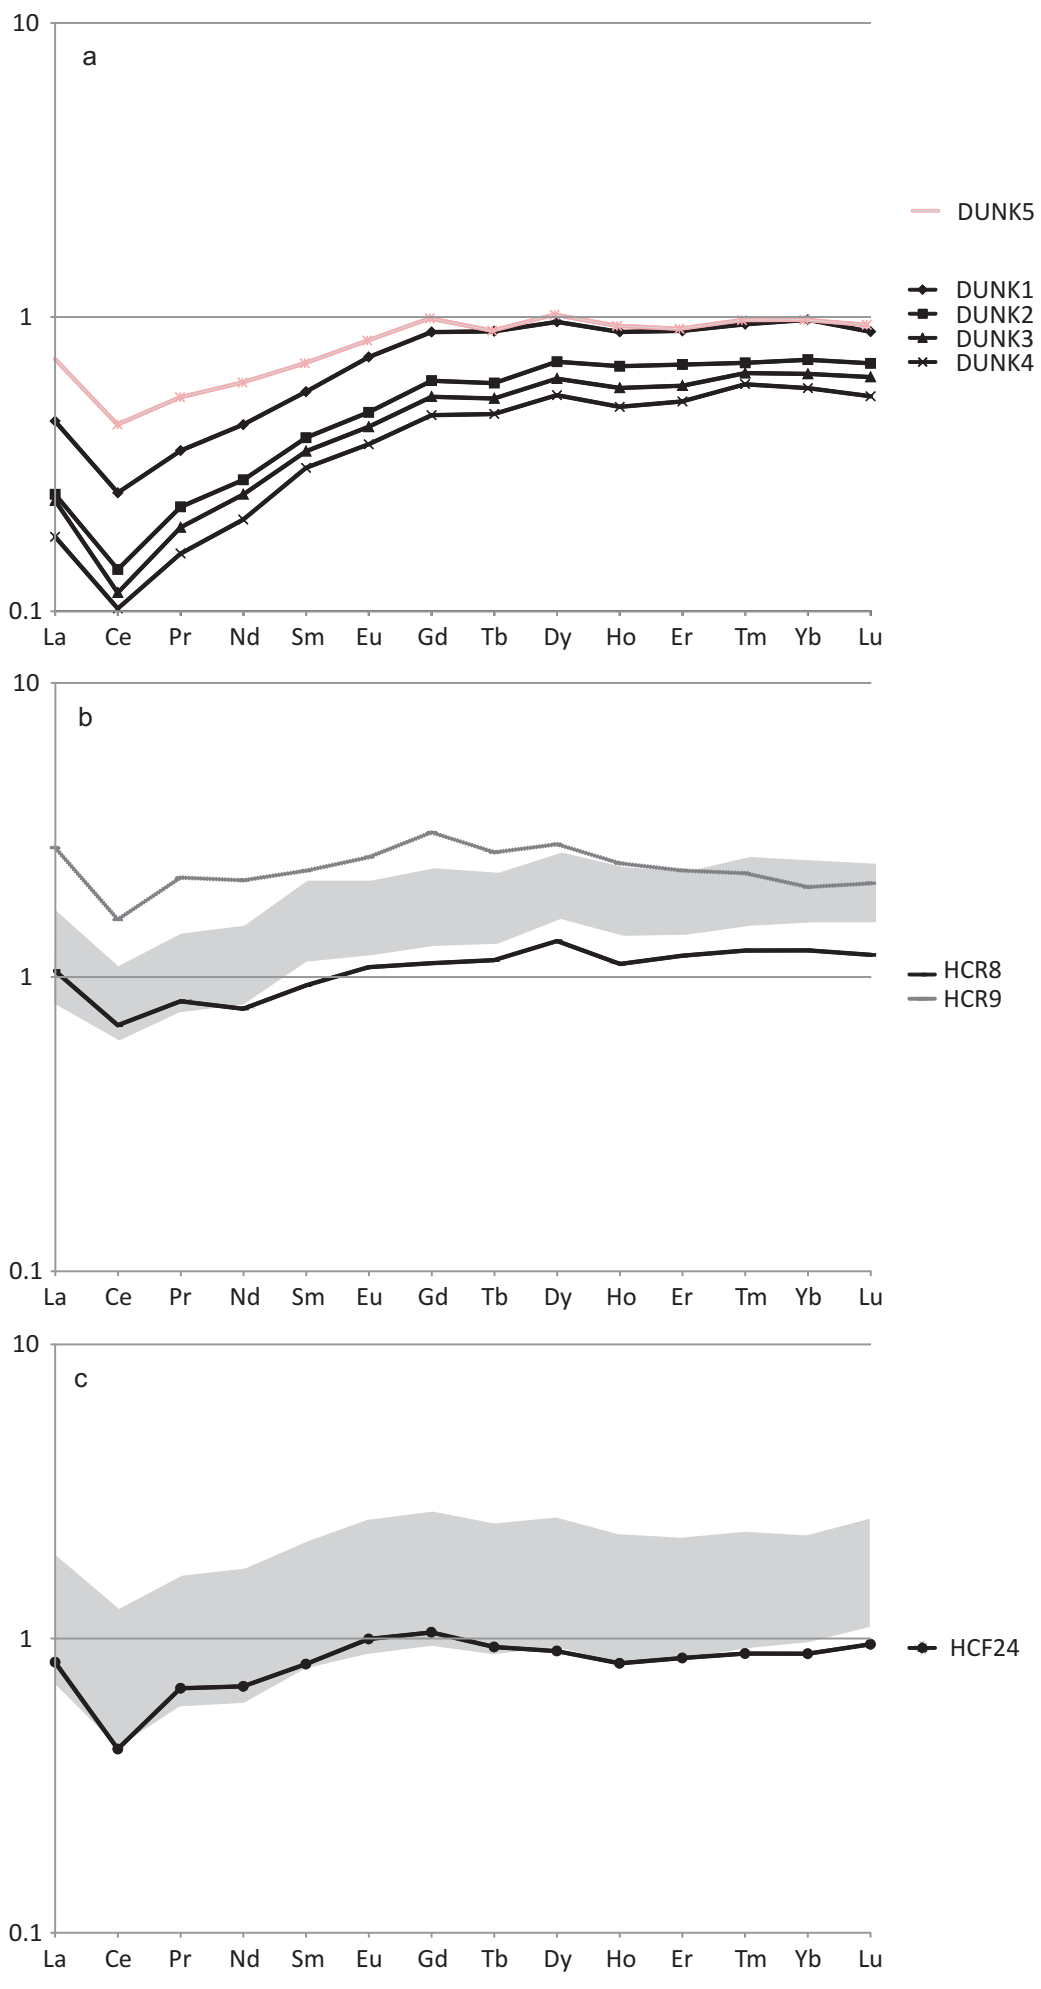 10
a
DUNK5
DUNK1
1
DUNK2
DUNK3
DUNK4
0.1
La Ce Pr Nd Sm Eu Gd Tb Dy Ho Er Tm Yb Lu
10
b
1
HCR8
HCR9
0.1
La Ce Pr Nd Sm Eu Gd Tb Dy Ho Er Tm Yb Lu
10
c
1
HCF24
0.1
La Ce Pr Nd Sm Eu Gd Tb Dy Ho Er Tm Yb Lu